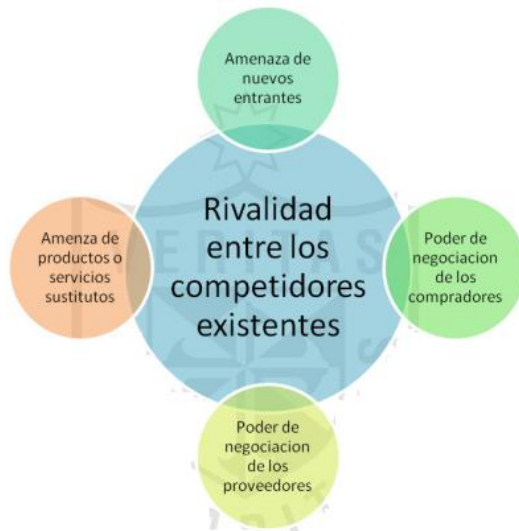 Amenaza de
nuevos
entrantes
Rivalidad
entre los
competidores
existentes
Amenza de
productos o
servicios
sustitutos
Poder de
negociacion
de los
compradores
Poder de
negociacion
de los
proveedores
VERITAS